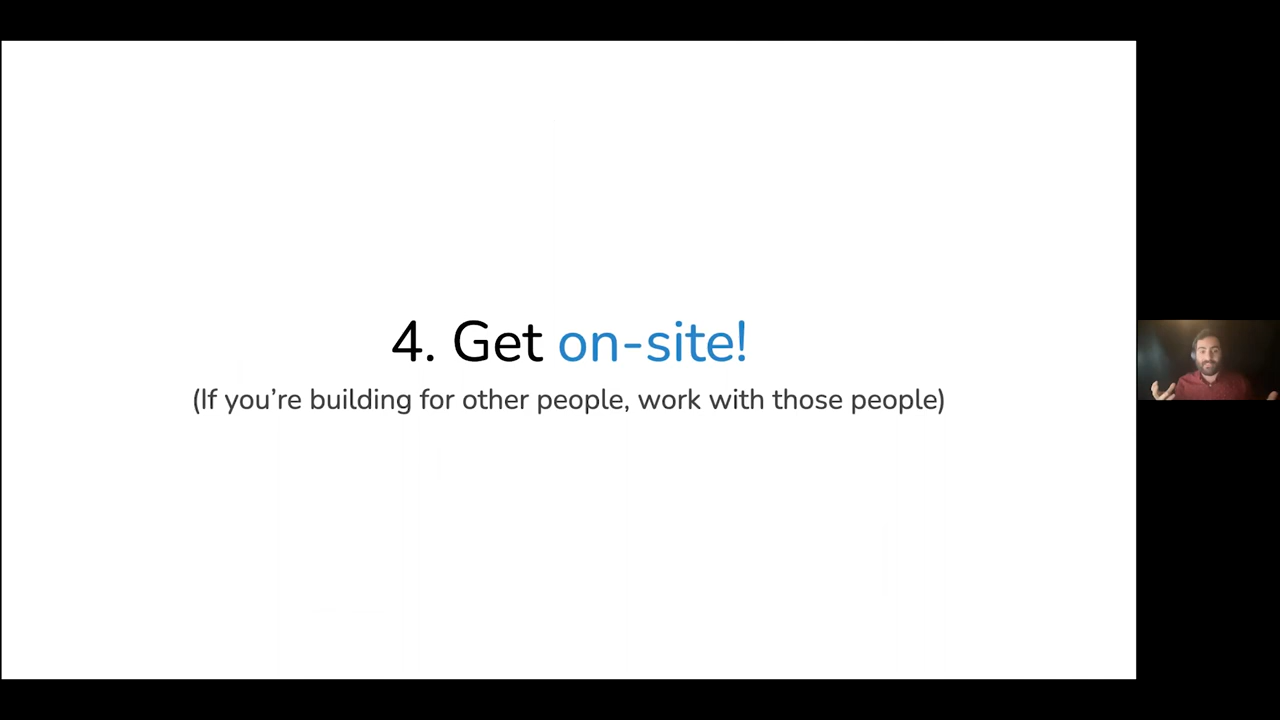 4. Get on-site!
(If you’re building for other people, work with those people)